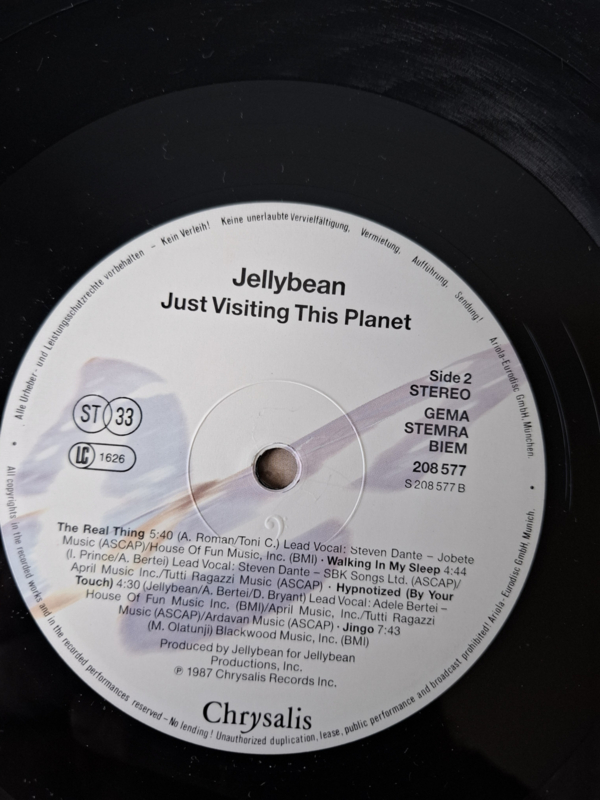 Alle Urheber- und Leistungsschutzrechte vorbehalten – Kein Verleih! Keine unerlaubte Vervielfältigung, Vermietung, Aufführung, Sendung! Ariola-Eurodisc GmbH, München.
Jellybean
Just Visiting This Planet
Side 2
STEREO
GEMA
STEMRA
BIEM
208 577
S 208 577 B
ST 33
LC 1626
The Real Thing 5:40 (A. Roman/Toni C.) Lead Vocal: Steven Dante – Jobete
Music (ASCAP)/House Of Fun Music, Inc. (BMI) · Walking In My Sleep 4:44
(I. Prince/A. Bertei) Lead Vocal: Steven Dante – SBK Songs Ltd. (ASCAP)/
April Music Inc./Tutti Ragazzi Music (ASCAP) · Hypnotized (By Your
Touch) 4:30 (Jellybean/A. Bertei/D. Bryant) Lead Vocal: Adele Bertei –
House Of Fun Music Inc. (BMI)/April Music, Inc./Tutti Ragazzi
Music (ASCAP)/Ardavan Music (ASCAP) · Jingo 7:43
(M. Olatunji) Blackwood Music, Inc. (BMI)
Produced by Jellybean for Jellybean
Productions, Inc.
℗ 1987 Chrysalis Records Inc.
Chrysalis
All copyrights in the works and in the recorded performances reserved – No lending! Unauthorized duplication, lease, public performance and broadcast prohibited! Ariola-Eurodisc GmbH, Munich.